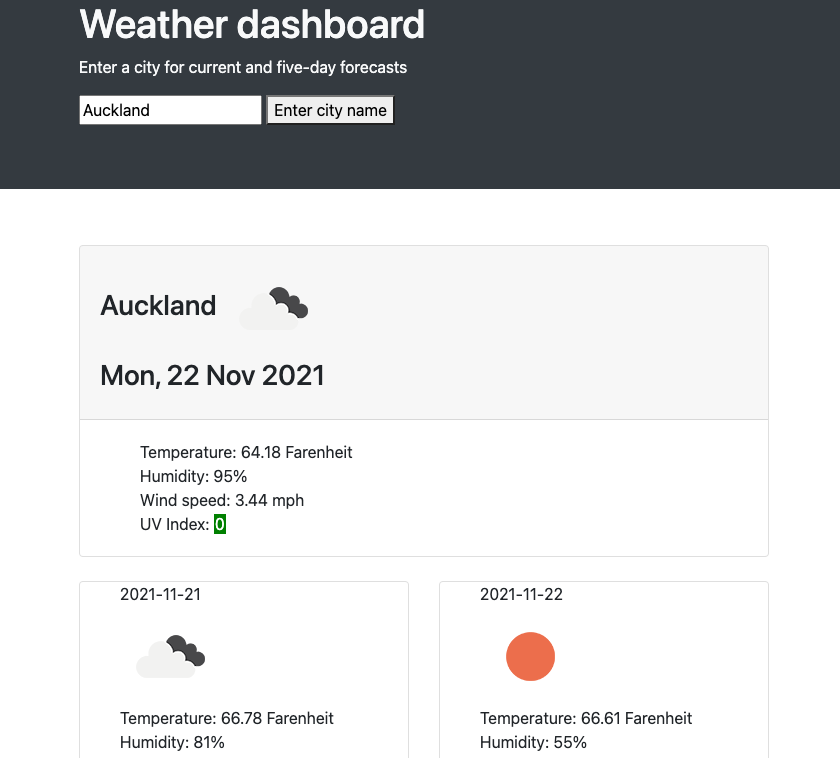 Weather dashboard
Enter a city for current and five-day forecasts
Auckland Enter city name
Auckland
Mon, 22 Nov 2021
Temperature: 64.18 Farenheit
Humidity: 95%
Wind speed: 3.44 mph
UV Index: 0
2021-11-21
Temperature: 66.78 Farenheit
Humidity: 81%
2021-11-22
Temperature: 66.61 Farenheit
Humidity: 55%